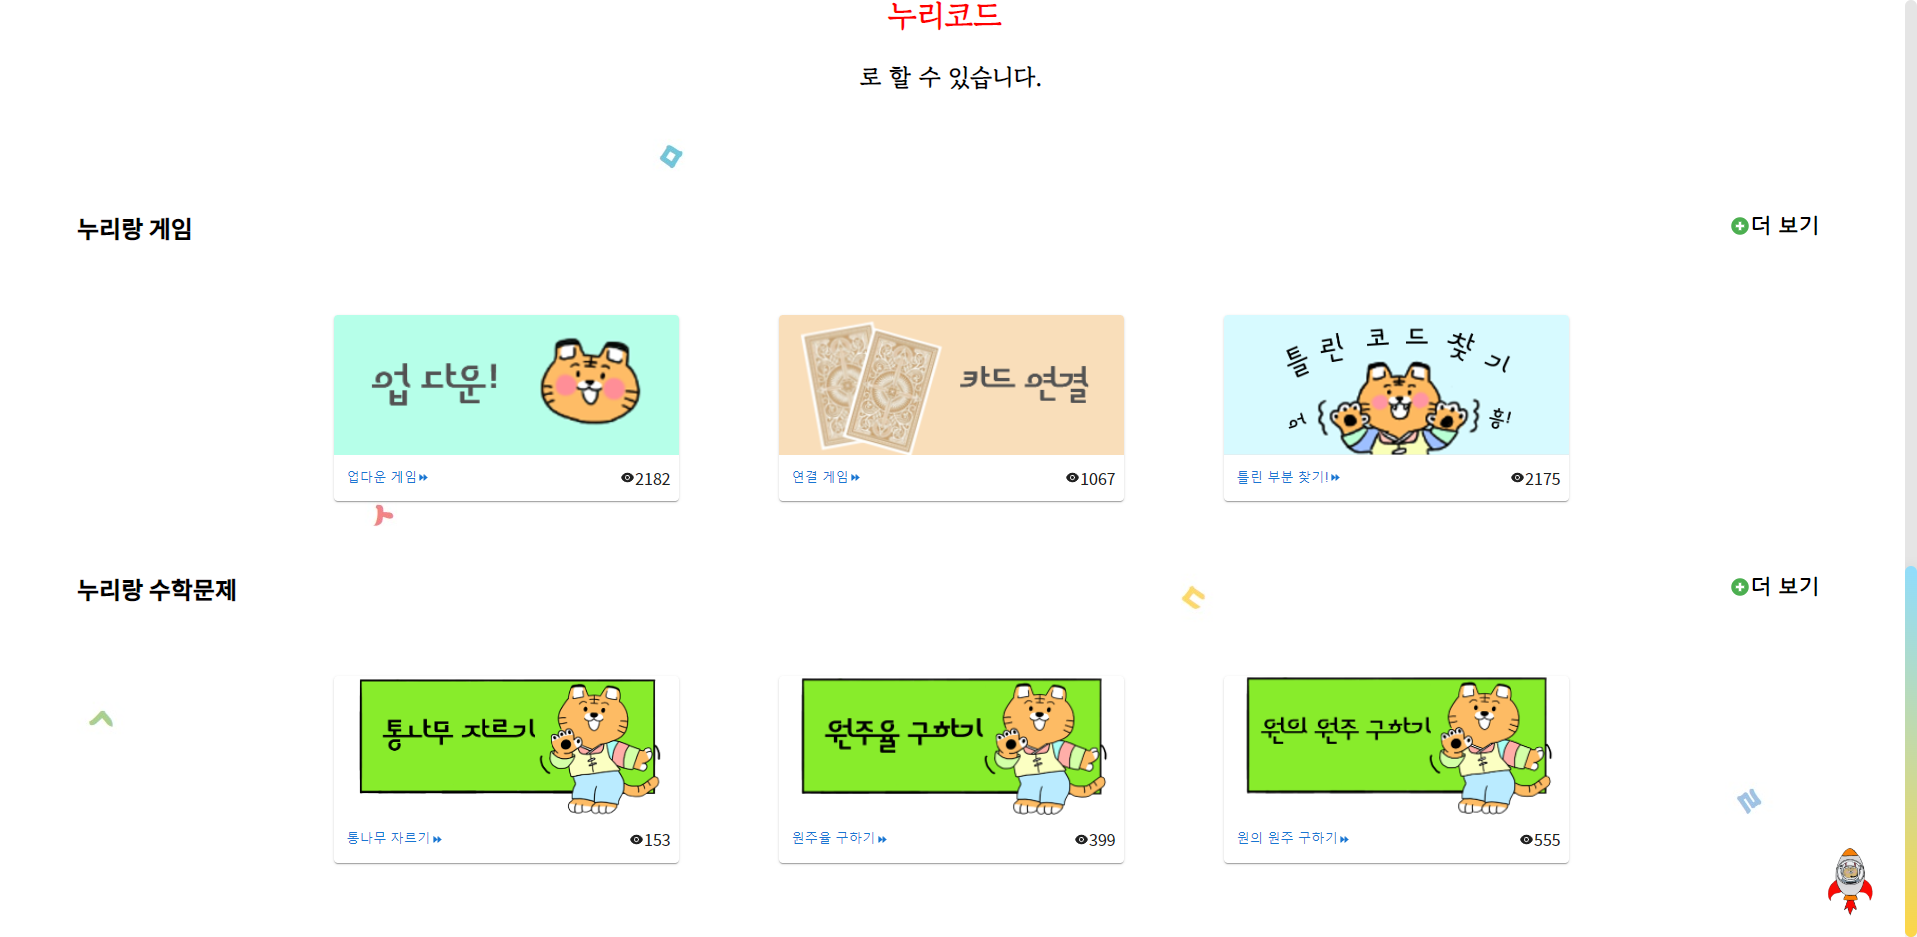 누리코드
로 할 수 있습니다.
누리랑 게임
더 보기
업 다운!
카드 연결
틀린 코드 찾기
어 흥!
업다운 게임
2182
연결 게임
1067
틀린 부분 찾기!
2175
누리랑 수학문제
더 보기
통나무 자르기
원주율 구하기
원의 원주 구하기
통나무 자르기
153
원주율 구하기
399
원의 원주 구하기
555